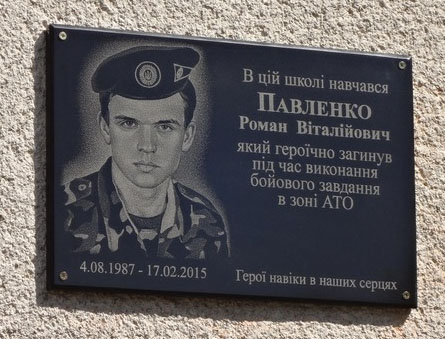 В цій школі навчався
ПАВЛЕНКО
Роман Віталійович
який героїчно загинув
під час виконання
бойового завдання
в зоні АТО
4.08.1987 - 17.02.2015
Герої навіки в наших серцях